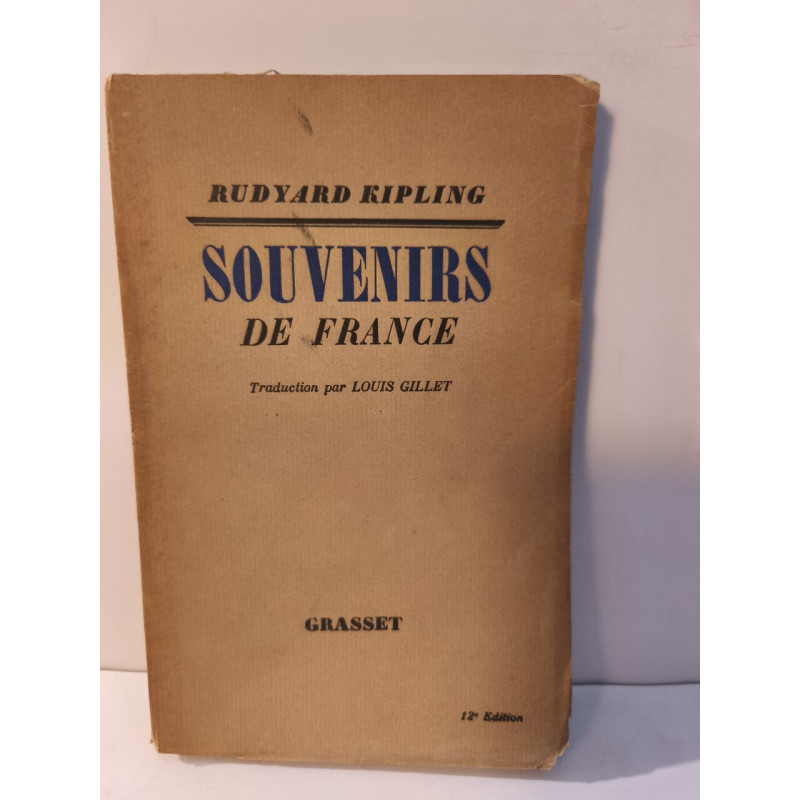 RUDYARD KIPLING
SOUVENIRS
DE FRANCE
Traduction par LOUIS GILLET
GRASSET
12e Edition